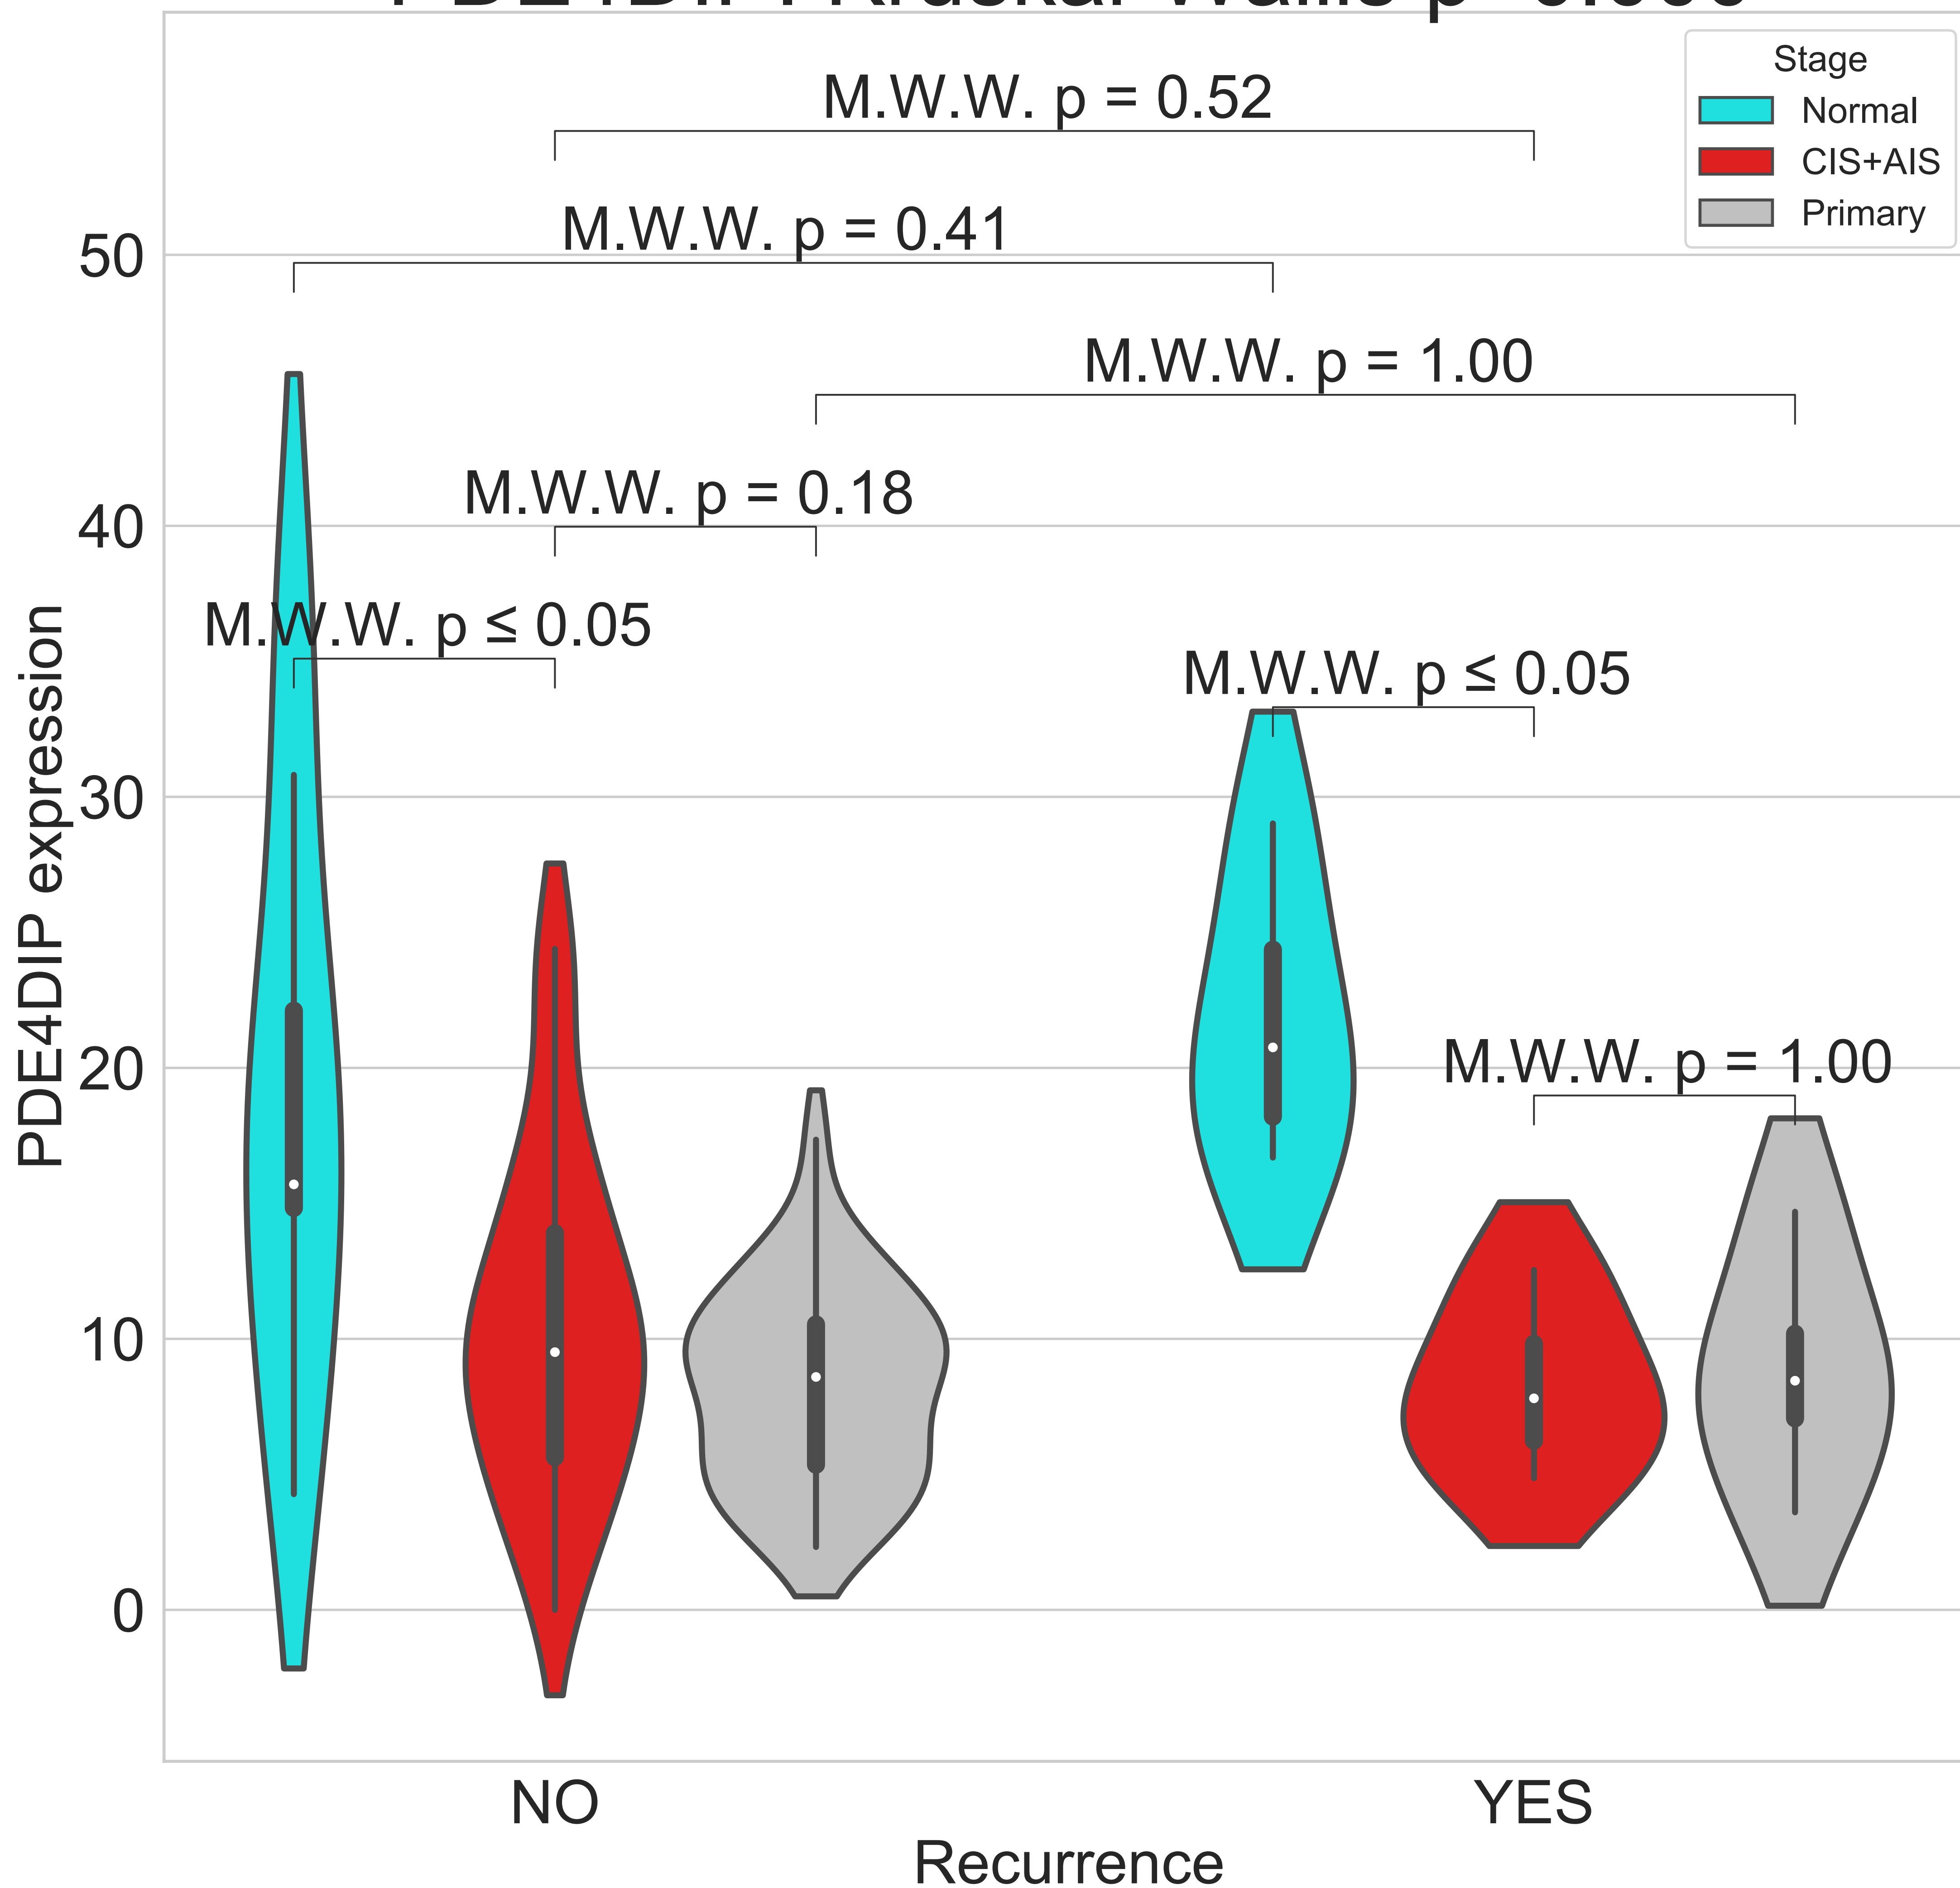 Stage
Normal
CIS+AIS
Primary
M.W.W. p = 0.52
M.W.W. p = 0.41
M.W.W. p = 1.00
M.W.W. p = 0.18
M.W.W. p ≤ 0.05
M.W.W. p ≤ 0.05
M.W.W. p = 1.00
50
40
30
20
10
0
PDE4DIP expression
NO
YES
Recurrence